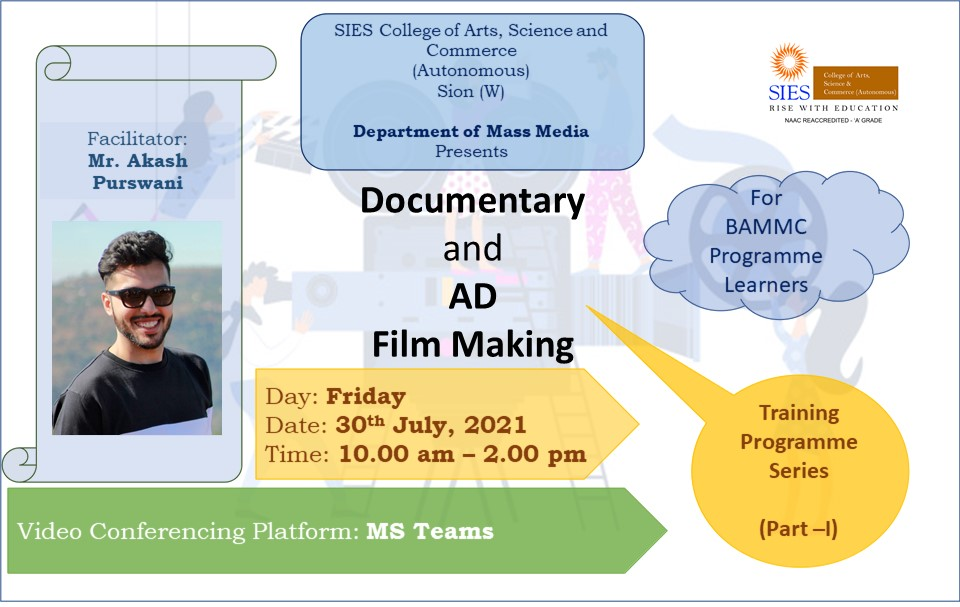 SIES College of Arts, Science and
Commerce
(Autonomous)
Sion (W)
Department of Mass Media
Presents
College of Arts,
Science &
Commerce (Autonomous)
SIES
RISE WITH EDUCATION
NAAC REACCREDITED - 'A' GRADE
Facilitator:
Mr. Akash
Purswani
Documentary
and
AD
Film Making
For
BAMMC
Programme
Learners
Day: Friday
Date: 30th July, 2021
Time: 10.00 am – 2.00 pm
Training
Programme
Series
(Part –I)
Video Conferencing Platform: MS Teams